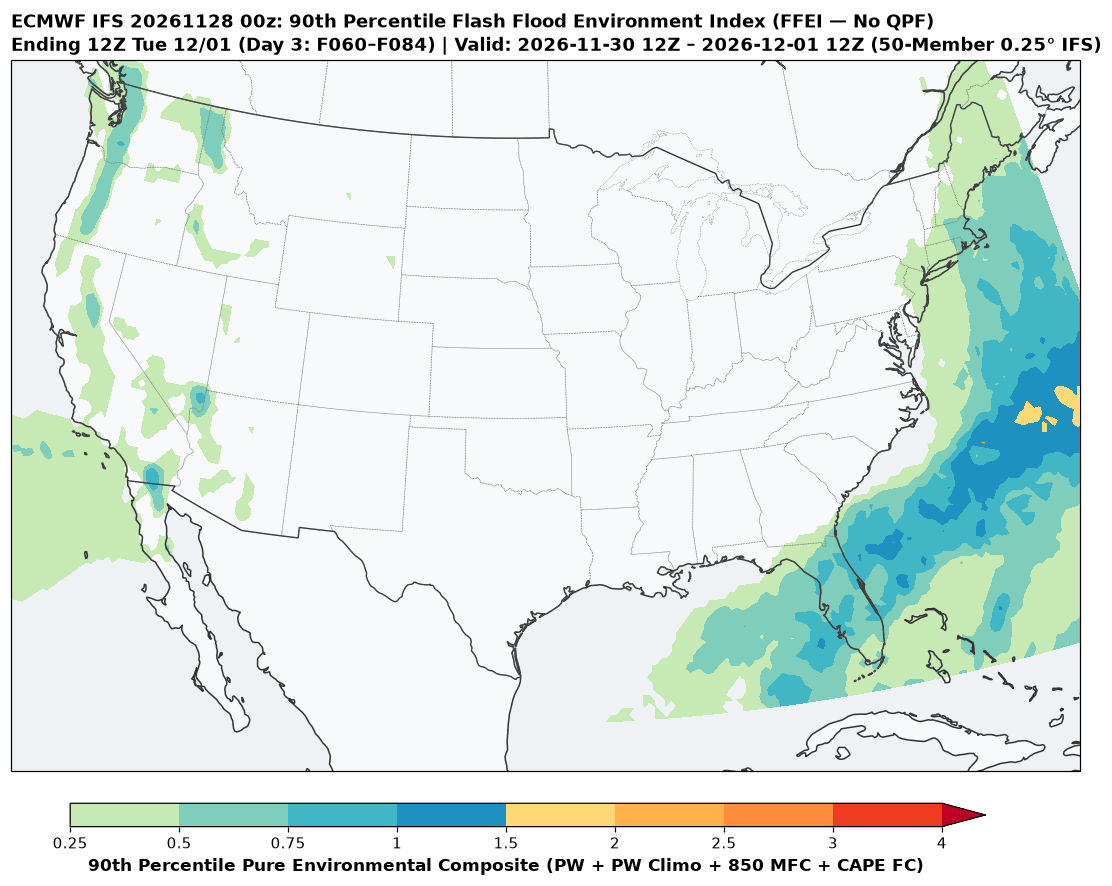 ECMWF IFS 20261128 00z: 90th Percentile Flash Flood Environment Index (FFEI — No QPF)
Ending 12Z Tue 12/01 (Day 3: F060–F084) | Valid: 2026-11-30 12Z – 2026-12-01 12Z (50-Member 0.25° IFS)
0.25 0.5 0.75 1 1.5 2 2.5 3 4
90th Percentile Pure Environmental Composite (PW + PW Climo + 850 MFC + CAPE FC)